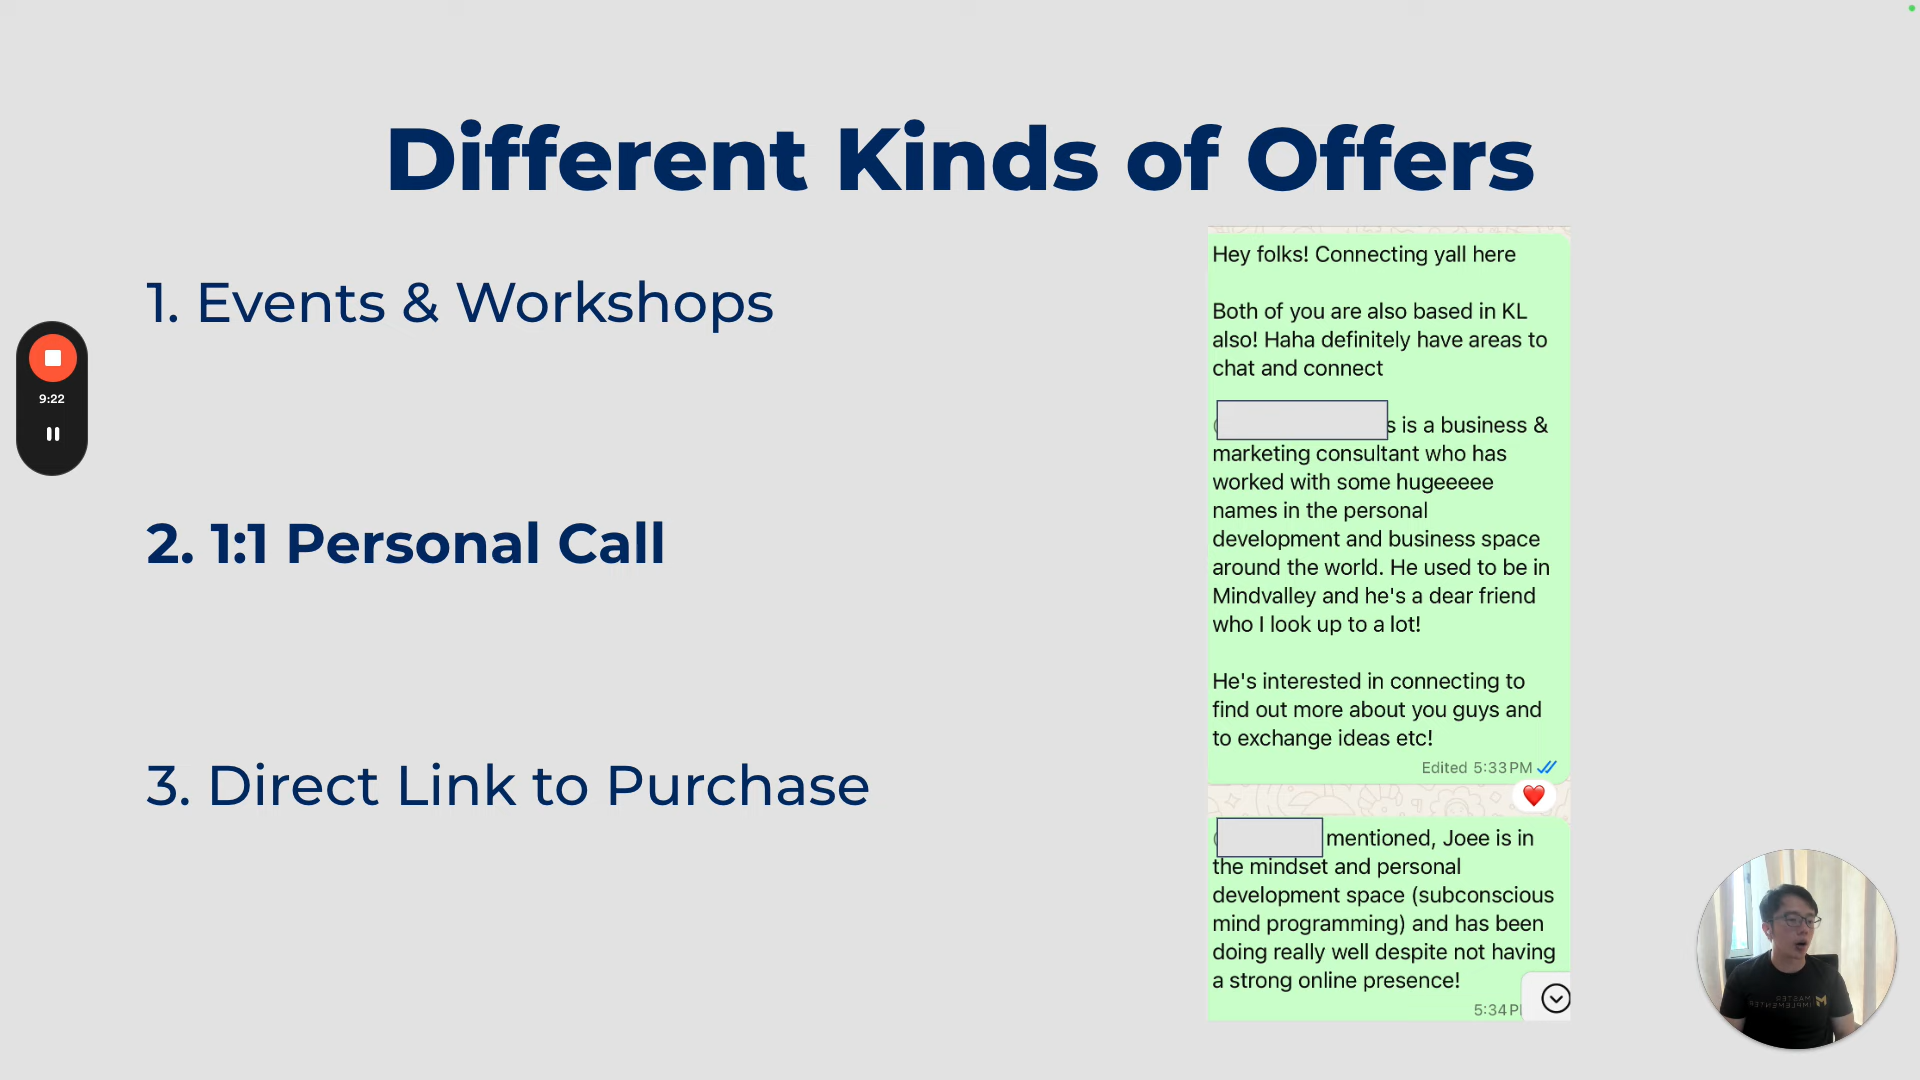 Different Kinds of Offers
1. Events & Workshops
2. 1:1 Personal Call
3. Direct Link to Purchase
9:22
Hey folks! Connecting yall here
Both of you are also based in KL
also! Haha definitely have areas to
chat and connect
s is a business &
marketing consultant who has
worked with some hugeeeee
names in the personal
development and business space
around the world. He used to be in
Mindvalley and he's a dear friend
who I look up to a lot!
He's interested in connecting to
find out more about you guys and
to exchange ideas etc!
Edited 5:33 PM
mentioned, Joee is in
the mindset and personal
development space (subconscious
mind programming) and has been
doing really well despite not having
a strong online presence!
5:34 P
MASTER
IMPLEMENTER